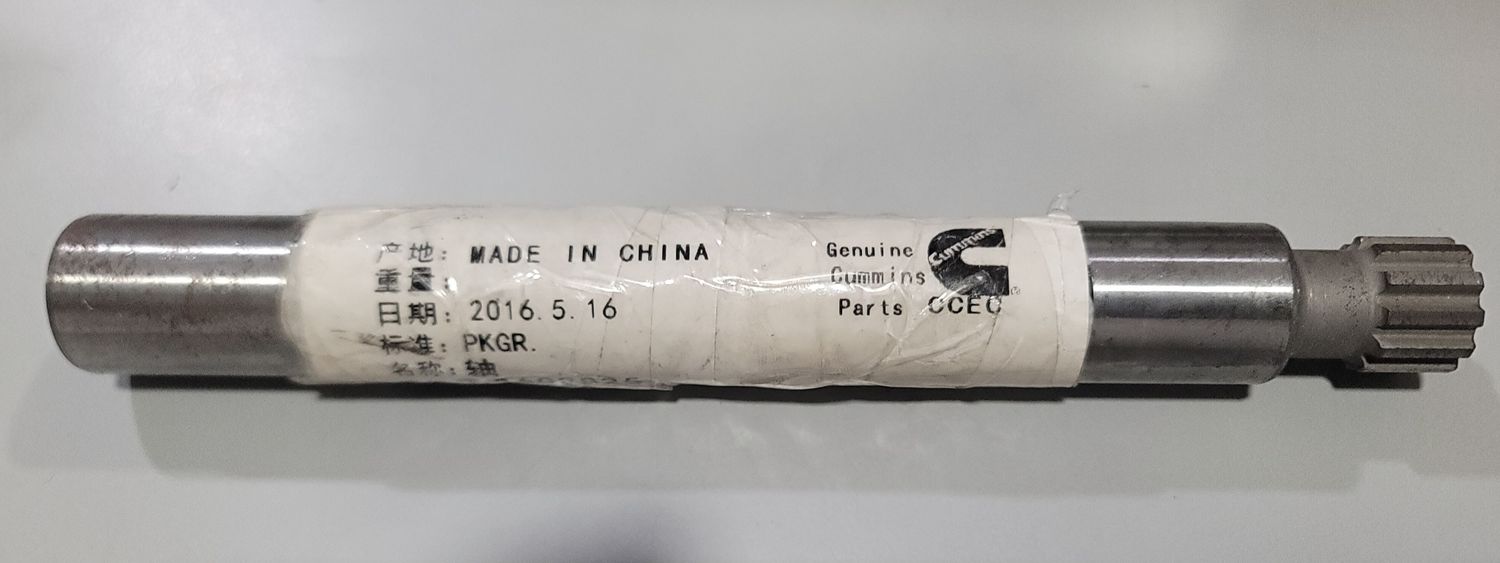 产地: MADE IN CHINA
重量:
日期: 2016.5.16
标准: PKGR.
名称: 轴
Genuine
Cummins
Parts CCEC
Cummins